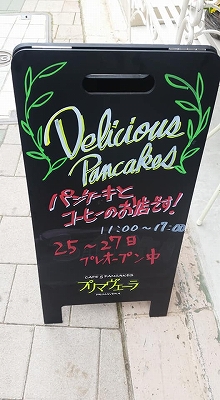 Delicious
Pancakes
パンケーキと
コーヒーのお店です!
11:00~17:00
25~27日
プレオープン中
CAFE & PANCAKES
プリマヴェーラ
PRIMAVERA